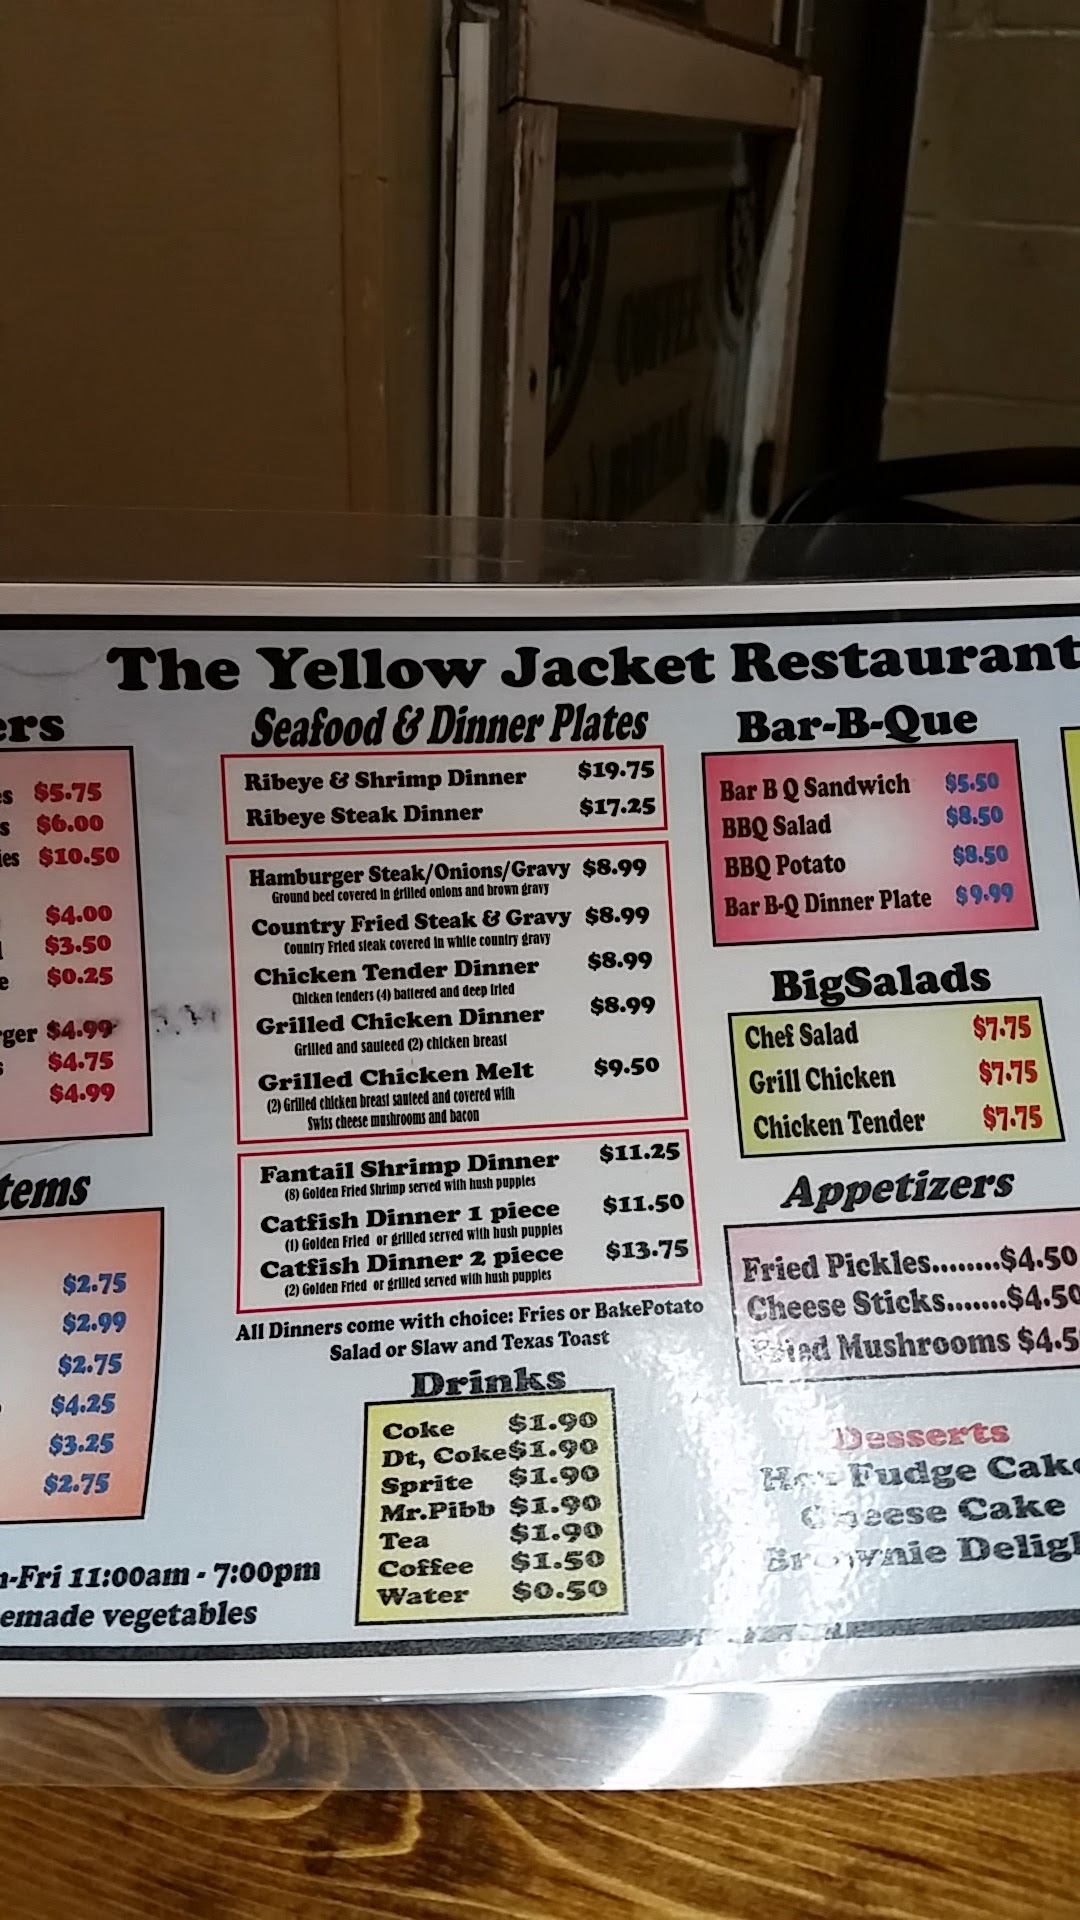 The Yellow Jacket Restaurant
ers
es $5.75
s $6.00
ies $10.50
$4.00
$3.50
e $0.25
rger $4.99
s $4.75
$4.99
tems
$2.75
$2.99
$2.75
$4.25
$3.25
$2.75
n-Fri 11:00am - 7:00pm
emade vegetables
Seafood & Dinner Plates
Ribeye & Shrimp Dinner $19.75
Ribeye Steak Dinner $17.25
Hamburger Steak/Onions/Gravy $8.99
Ground beef covered in grilled onions and brown gravy
Country Fried Steak & Gravy $8.99
Country Fried steak covered in white country gravy
Chicken Tender Dinner $8.99
Chicken tenders (4) battered and deep fried
Grilled Chicken Dinner $8.99
Grilled and sauteed (2) chicken breast
Grilled Chicken Melt $9.50
(2) Grilled chicken breast sauteed and covered with
Swiss cheese mushrooms and bacon
Fantail Shrimp Dinner $11.25
(8) Golden Fried Shrimp served with hush puppies
Catfish Dinner 1 piece $11.50
(1) Golden Fried or grilled served with hush puppies
Catfish Dinner 2 piece $13.75
(2) Golden Fried or grilled served with hush puppies
All Dinners come with choice: Fries or BakePotato
Salad or Slaw and Texas Toast
Drinks
Coke $1.90
Dt, Coke $1.90
Sprite $1.90
Mr.Pibb $1.90
Tea $1.90
Coffee $1.50
Water $0.50
Bar-B-Que
Bar B Q Sandwich $5.50
BBQ Salad $8.50
BBQ Potato $8.50
Bar B-Q Dinner Plate $9.99
BigSalads
Chef Salad $7.75
Grill Chicken $7.75
Chicken Tender $7.75
Appetizers
Fried Pickles........$4.50
Cheese Sticks.......$4.50
Fried Mushrooms $4.5
Desserts
Hot Fudge Cake
Cheese Cake
Brownie Deligh